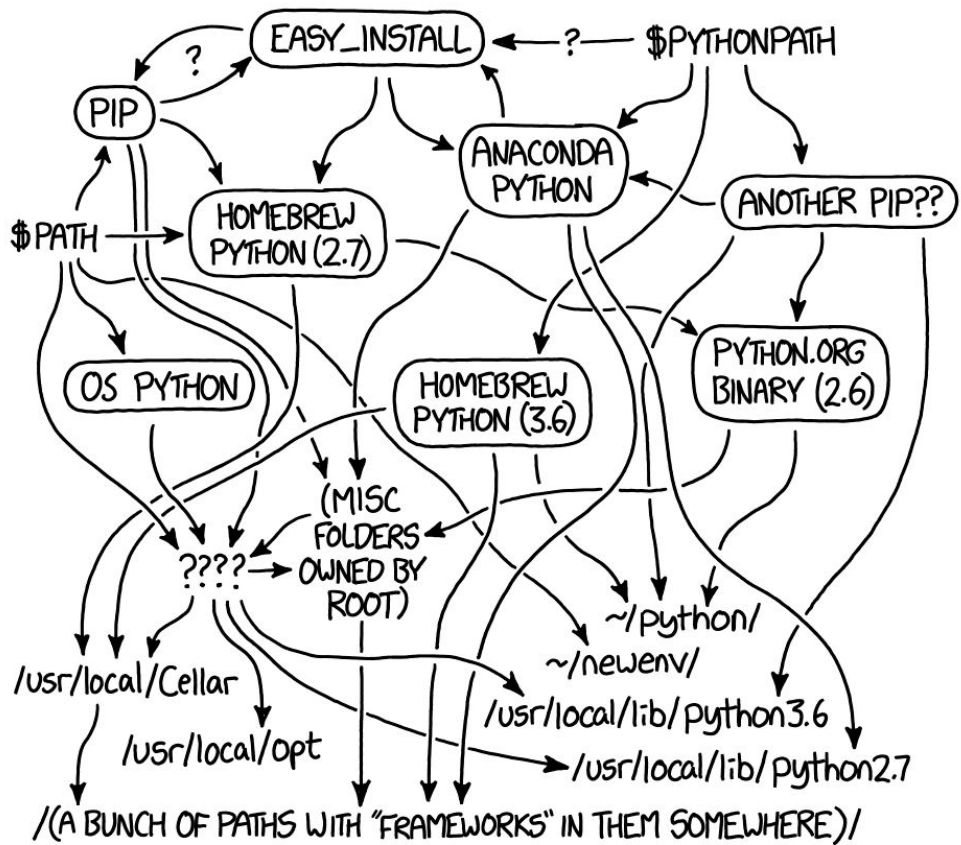 EASY_INSTALL
?
$PYTHONPATH
?
PIP
ANACONDA
PYTHON
ANOTHER PIP??
HOMEBREW
PYTHON (2.7)
$PATH
OS PYTHON
HOMEBREW
PYTHON (3.6)
PYTHON.ORG
BINARY (2.6)
(MISC
FOLDERS
OWNED BY
ROOT)
????
~/python/
~/newenv/
/usr/local/Cellar
/usr/local/lib/python3.6
/usr/local/opt
/usr/local/lib/python2.7
/(A BUNCH OF PATHS WITH "FRAMEWORKS" IN THEM SOMEWHERE)/